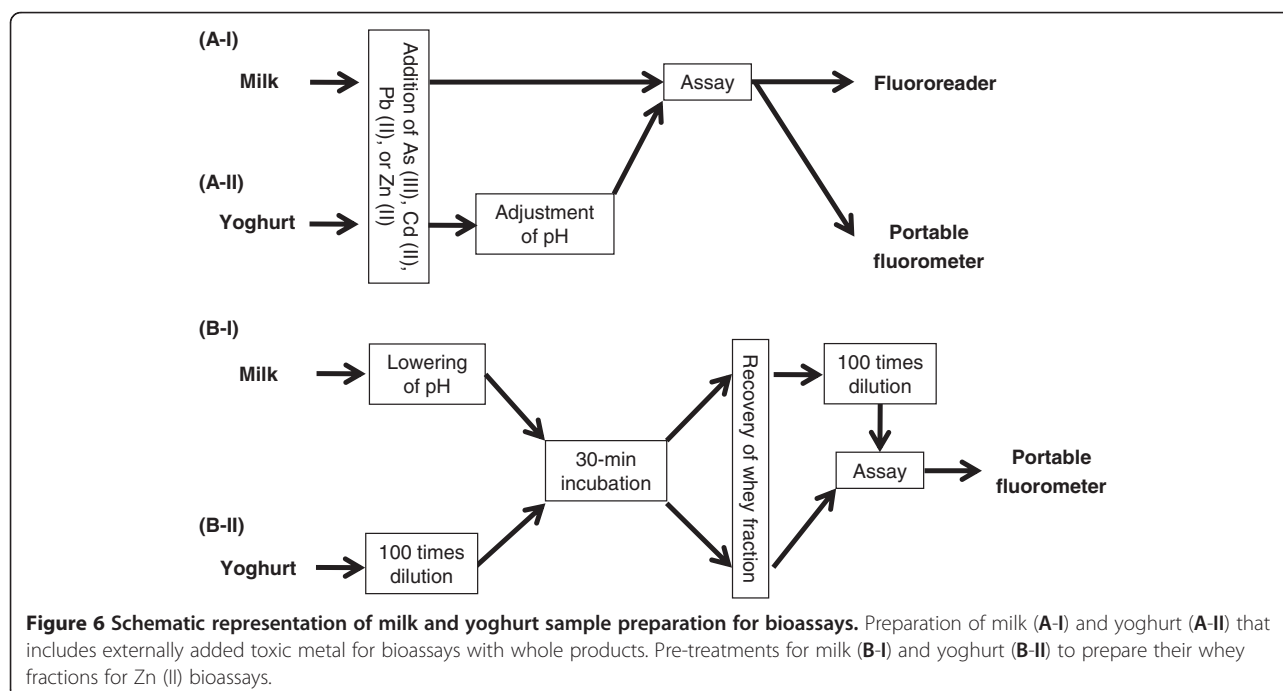 (A-I)
Milk
Addition of As (III), Cd (II),
Pb (II), or Zn (II)
Assay
Fluororeader
(A-II)
Yoghurt
Adjustment
of pH
Portable
fluorometer
(B-I)
Milk
Lowering
of pH
30-min
incubation
Recovery of whey fraction
100 times
dilution
Assay
Portable
fluorometer
(B-II)
Yoghurt
100 times
dilution
Figure 6 Schematic representation of milk and yoghurt sample preparation for bioassays. Preparation of milk (A-I) and yoghurt (A-II) that
includes externally added toxic metal for bioassays with whole products. Pre-treatments for milk (B-I) and yoghurt (B-II) to prepare their whey
fractions for Zn (II) bioassays.